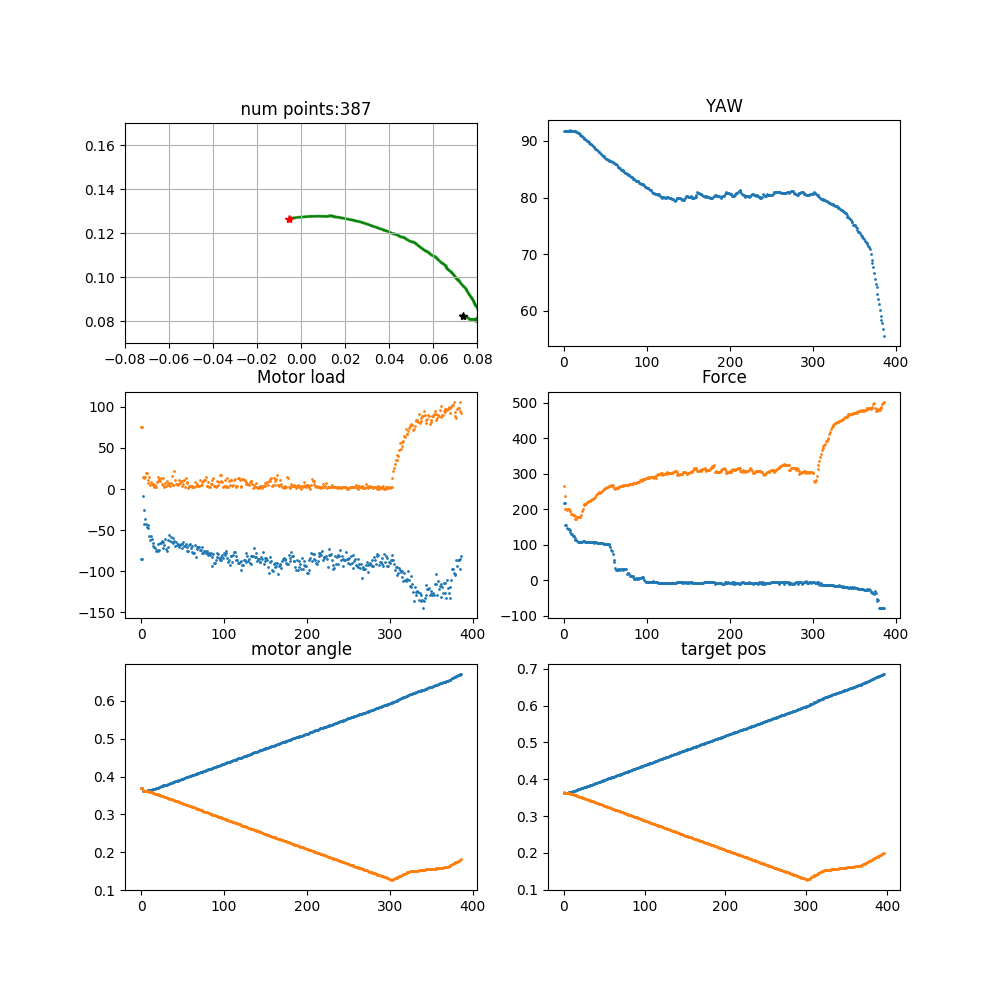 num points:387
0.16
0.14
0.12
0.10
0.08
−0.08 −0.06 −0.04 −0.02 0.00 0.02 0.04 0.06 0.08
YAW
90
80
70
60
0 100 200 300 400
Motor load
100
50
0
−50
−100
−150
0 100 200 300 400
Force
500
400
300
200
100
0
−100
0 100 200 300 400
motor angle
0.6
0.5
0.4
0.3
0.2
0.1
0 100 200 300 400
target pos
0.7
0.6
0.5
0.4
0.3
0.2
0.1
0 100 200 300 400